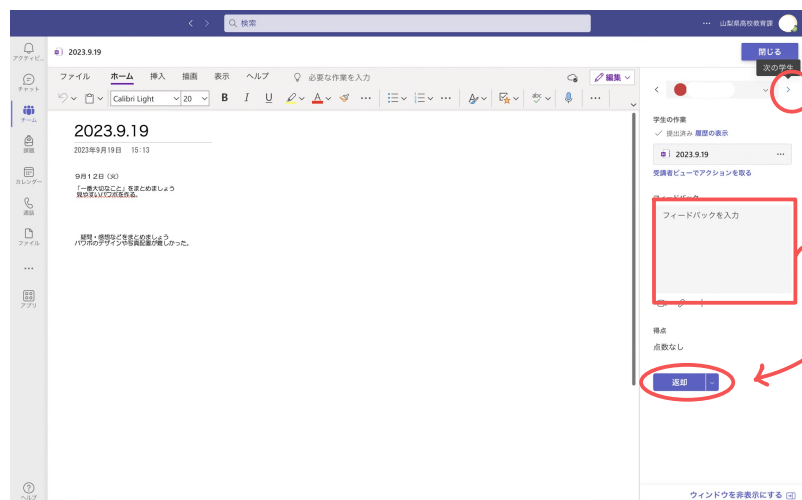 検索
山梨県高校教育課
アクティビ...
チャット
チーム
課題
カレンダー
通話
ファイル
アプリ
ヘルプ
2023.9.19
閉じる
次の学生
ファイル ホーム 挿入 描画 表示 ヘルプ 必要な作業を入力 編集
Calibri Light 20 B I U
2023.9.19
2023年9月19日 15:13
9月12日（火）
「一番大切なこと」をまとめましょう
見やすいパワポを作る。
疑問・感想などをまとめましょう
パワポのデザインや写真配置が難しかった。
学生の作業
提出済み 履歴の表示
2023.9.19
受講者ビューでアクションを取る
フィードバック
フィードバックを入力
得点
点数なし
返却
ウィンドウを非表示にする